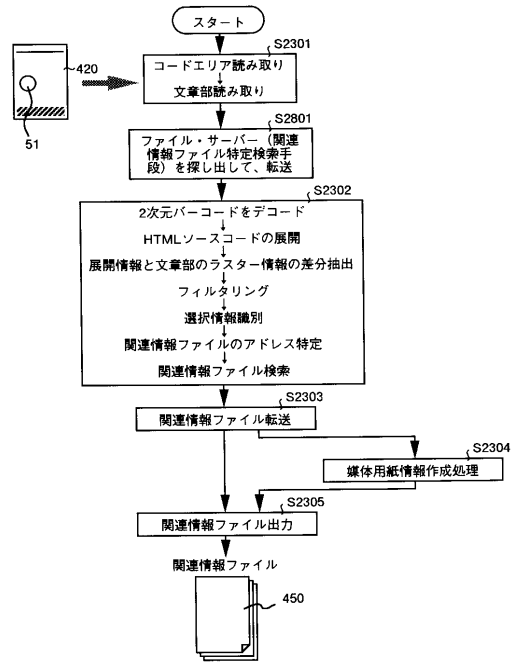 スタート
S2301
420
コードエリア読み取り
文章部読み取り
51
S2801
ファイル・サーバー（関連
情報ファイル特定検索手
段）を探し出して、転送
S2302
2次元バーコードをデコード
HTMLソースコードの展開
展開情報と文章部のラスター情報の差分抽出
フィルタリング
選択情報識別
関連情報ファイルのアドレス特定
関連情報ファイル検索
S2303
関連情報ファイル転送
S2304
媒体用紙情報作成処理
S2305
関連情報ファイル出力
関連情報ファイル
450